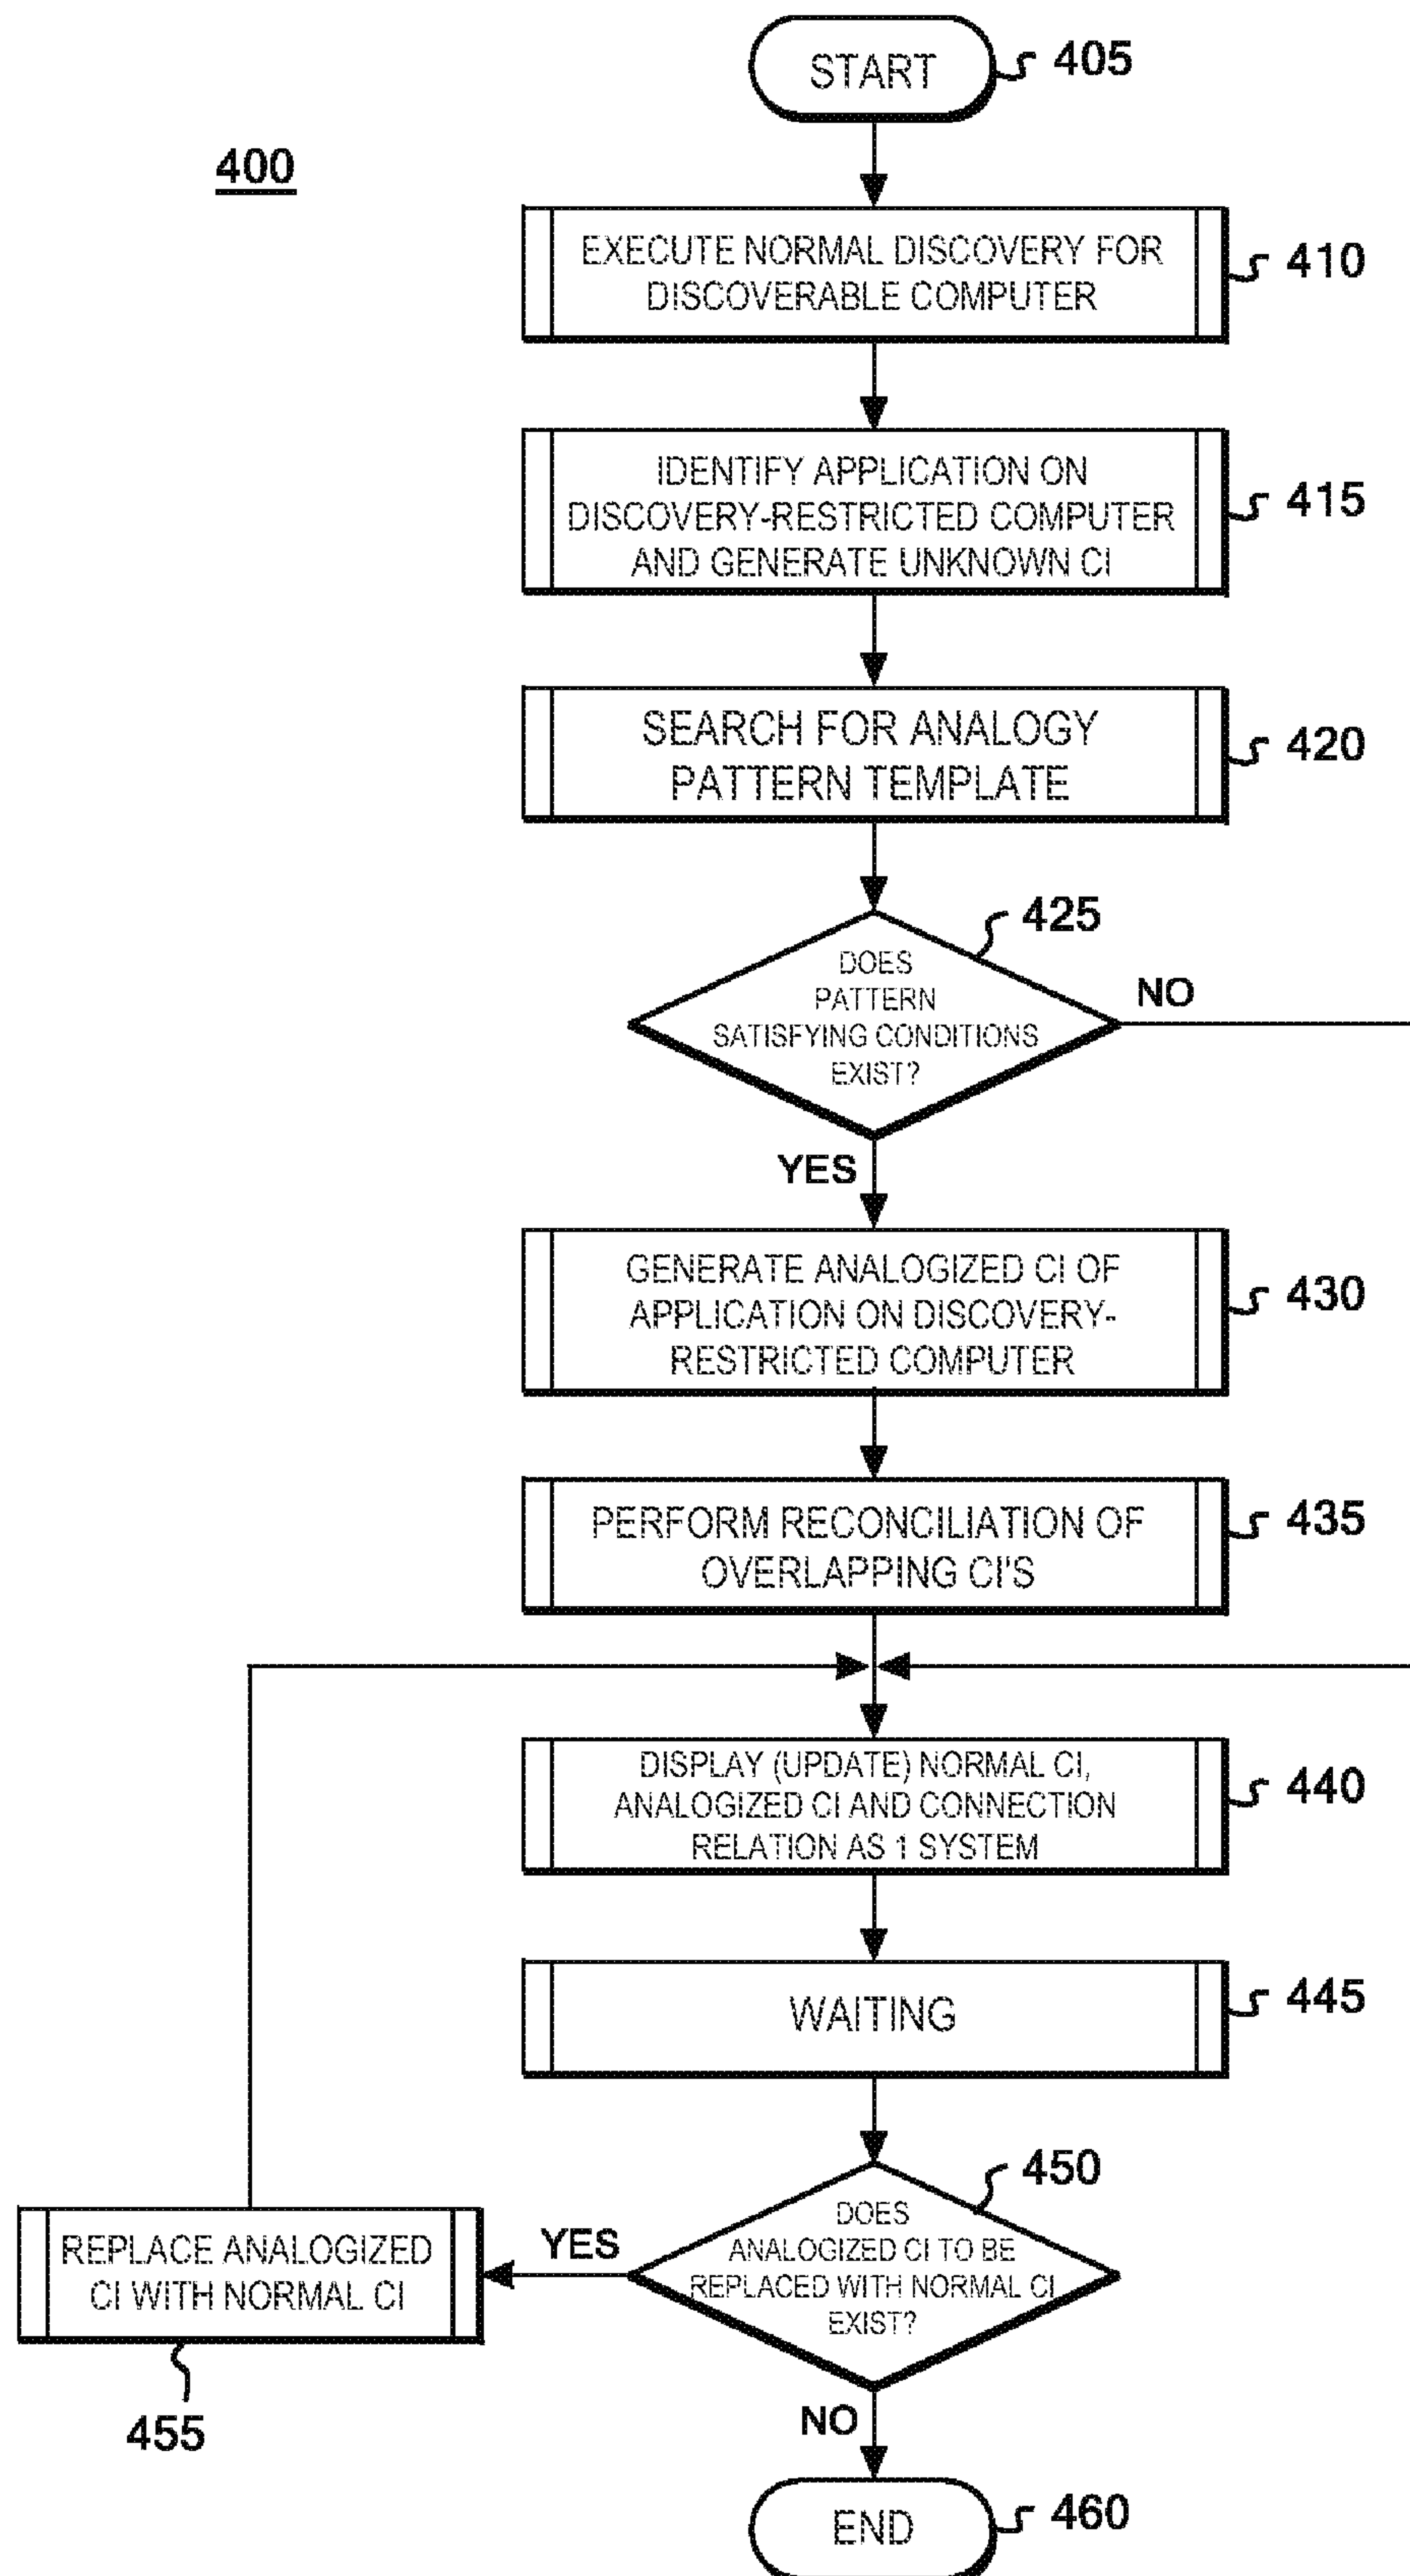 START
405
400
EXECUTE NORMAL DISCOVERY FOR
DISCOVERABLE COMPUTER
410
IDENTIFY APPLICATION ON
DISCOVERY-RESTRICTED COMPUTER
AND GENERATE UNKNOWN CI
415
SEARCH FOR ANALOGY
PATTERN TEMPLATE
420
425
DOES
PATTERN
SATISFYING CONDITIONS
EXIST?
NO
YES
GENERATE ANALOGIZED CI OF
APPLICATION ON DISCOVERY-
RESTRICTED COMPUTER
430
PERFORM RECONCILIATION OF
OVERLAPPING CI'S
435
DISPLAY (UPDATE) NORMAL CI,
ANALOGIZED CI AND CONNECTION
RELATION AS 1 SYSTEM
440
WAITING
445
450
DOES
ANALOGIZED CI TO BE
REPLACED WITH NORMAL CI
EXIST?
YES
REPLACE ANALOGIZED
CI WITH NORMAL CI
455
NO
END
460